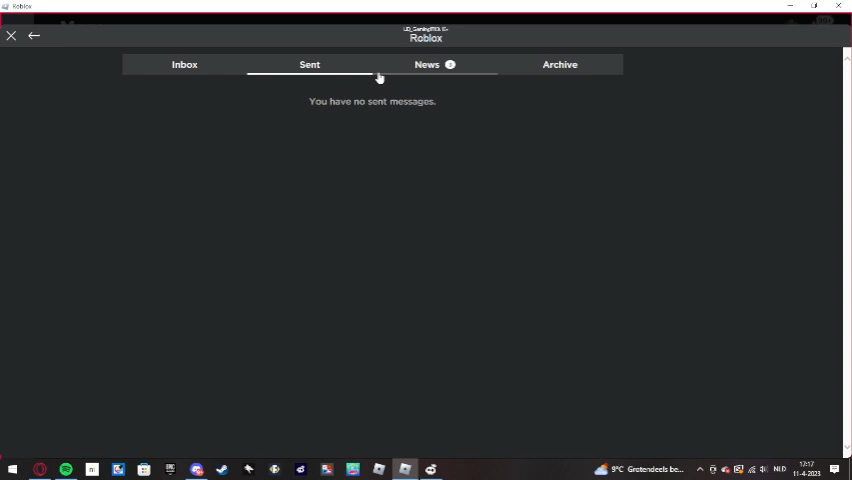 Roblox
Roblox
Inbox
Sent
News
Archive
You have no sent messages.
EPIC
9°C Grotendeels be...
NLD
17:17
11-4-2023